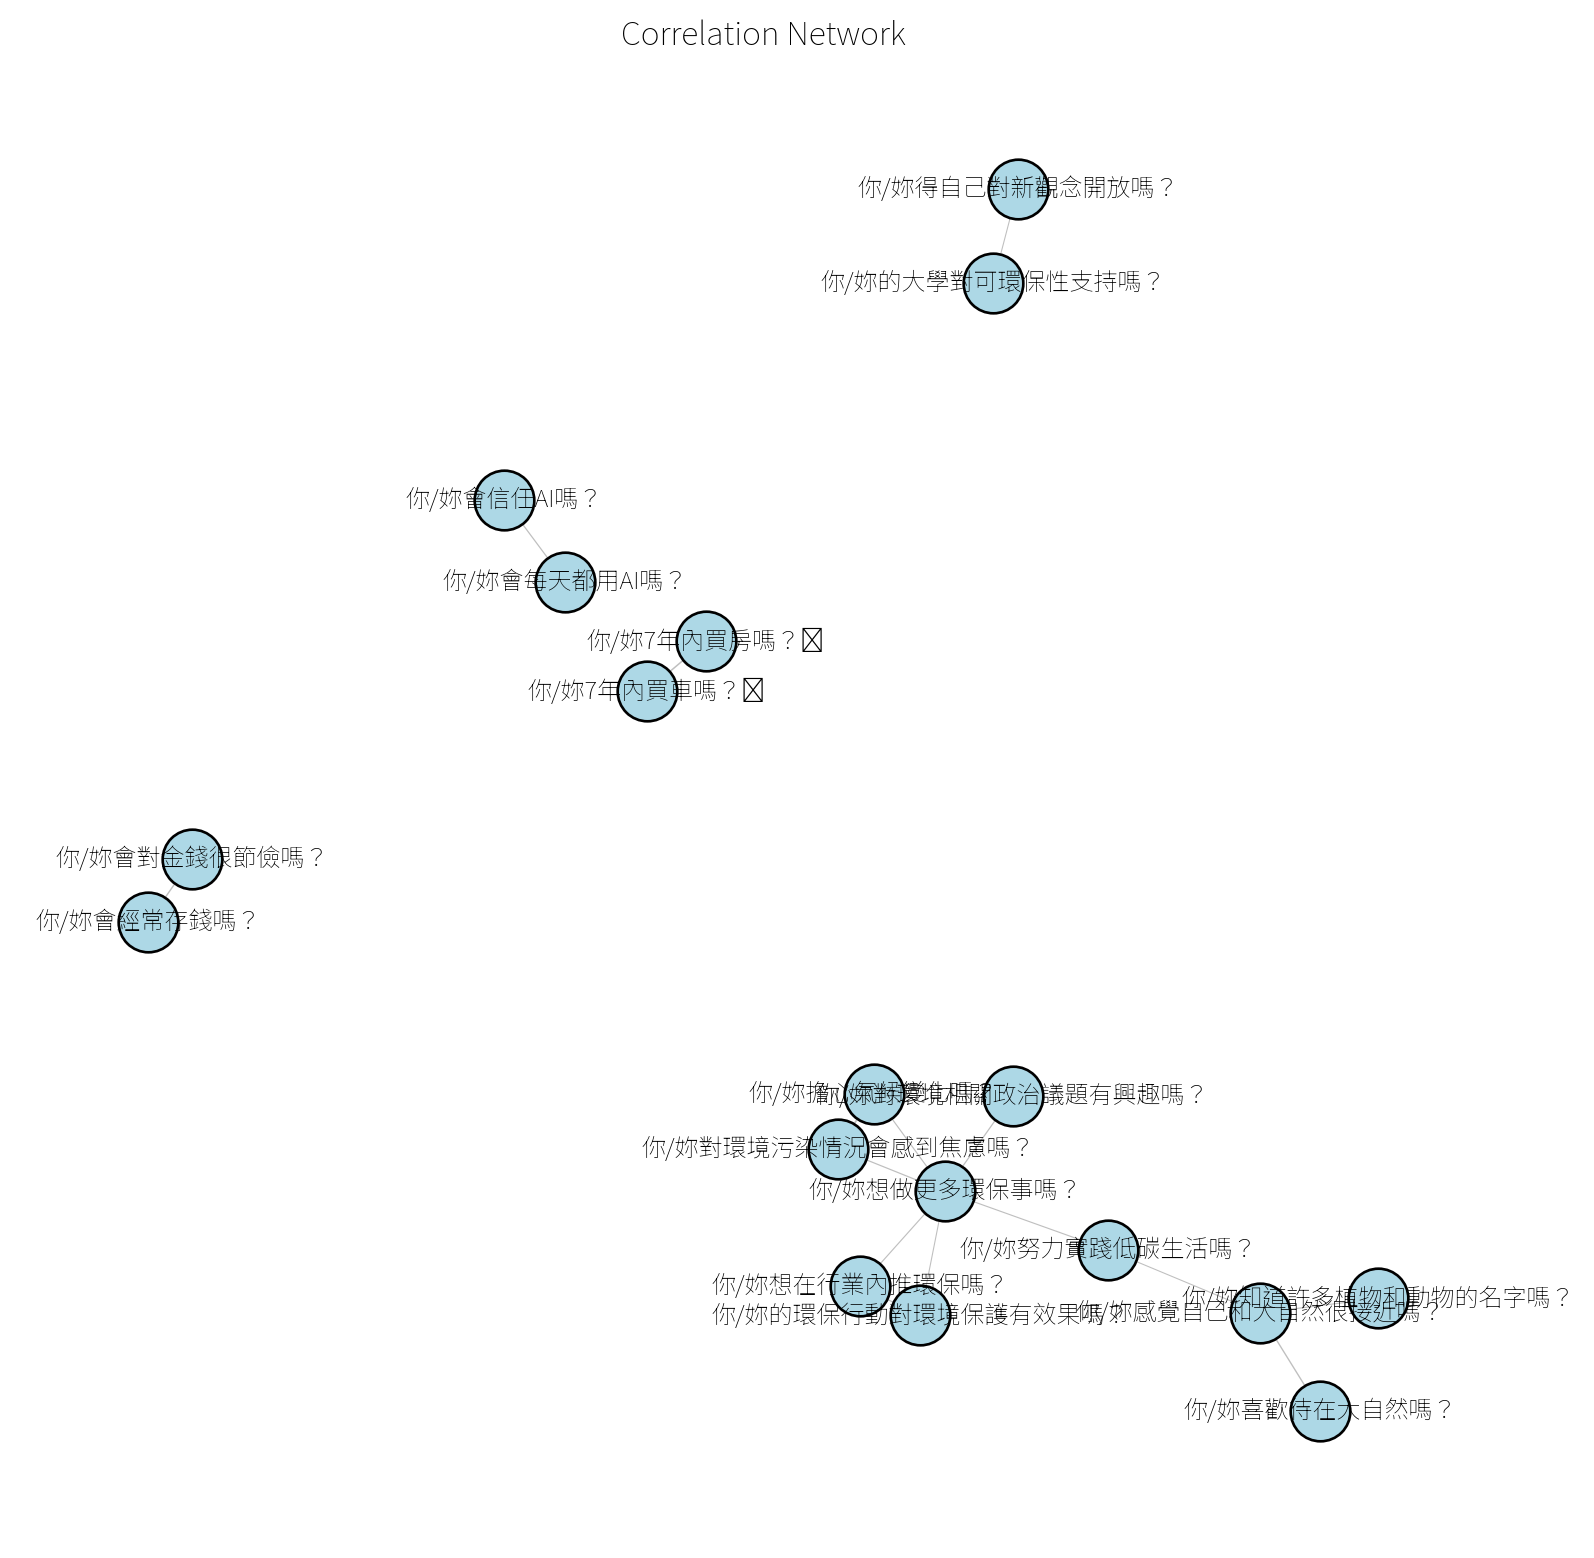 Correlation Network
你/妳得自己對新觀念開放嗎？
你/妳的大學對可環保性支持嗎？
你/妳會信任AI嗎？
你/妳會每天都用AI嗎？
你/妳7年內買房嗎？
你/妳7年內買車嗎？
你/妳會對金錢很節儉嗎？
你/妳會經常存錢嗎？
你/妳擔心氣候變化嗎？
你/妳對環境相關政治議題有興趣嗎？
你/妳對環境污染情況會感到焦慮嗎？
你/妳想做更多環保事嗎？
你/妳努力實踐低碳生活嗎？
你/妳想在行業內推環保嗎？
你/妳知道許多植物和動物的名字嗎？
你/妳的環保行動對環境保護有效果嗎？
你/妳感覺自己和大自然很接近嗎？
你/妳喜歡待在大自然嗎？